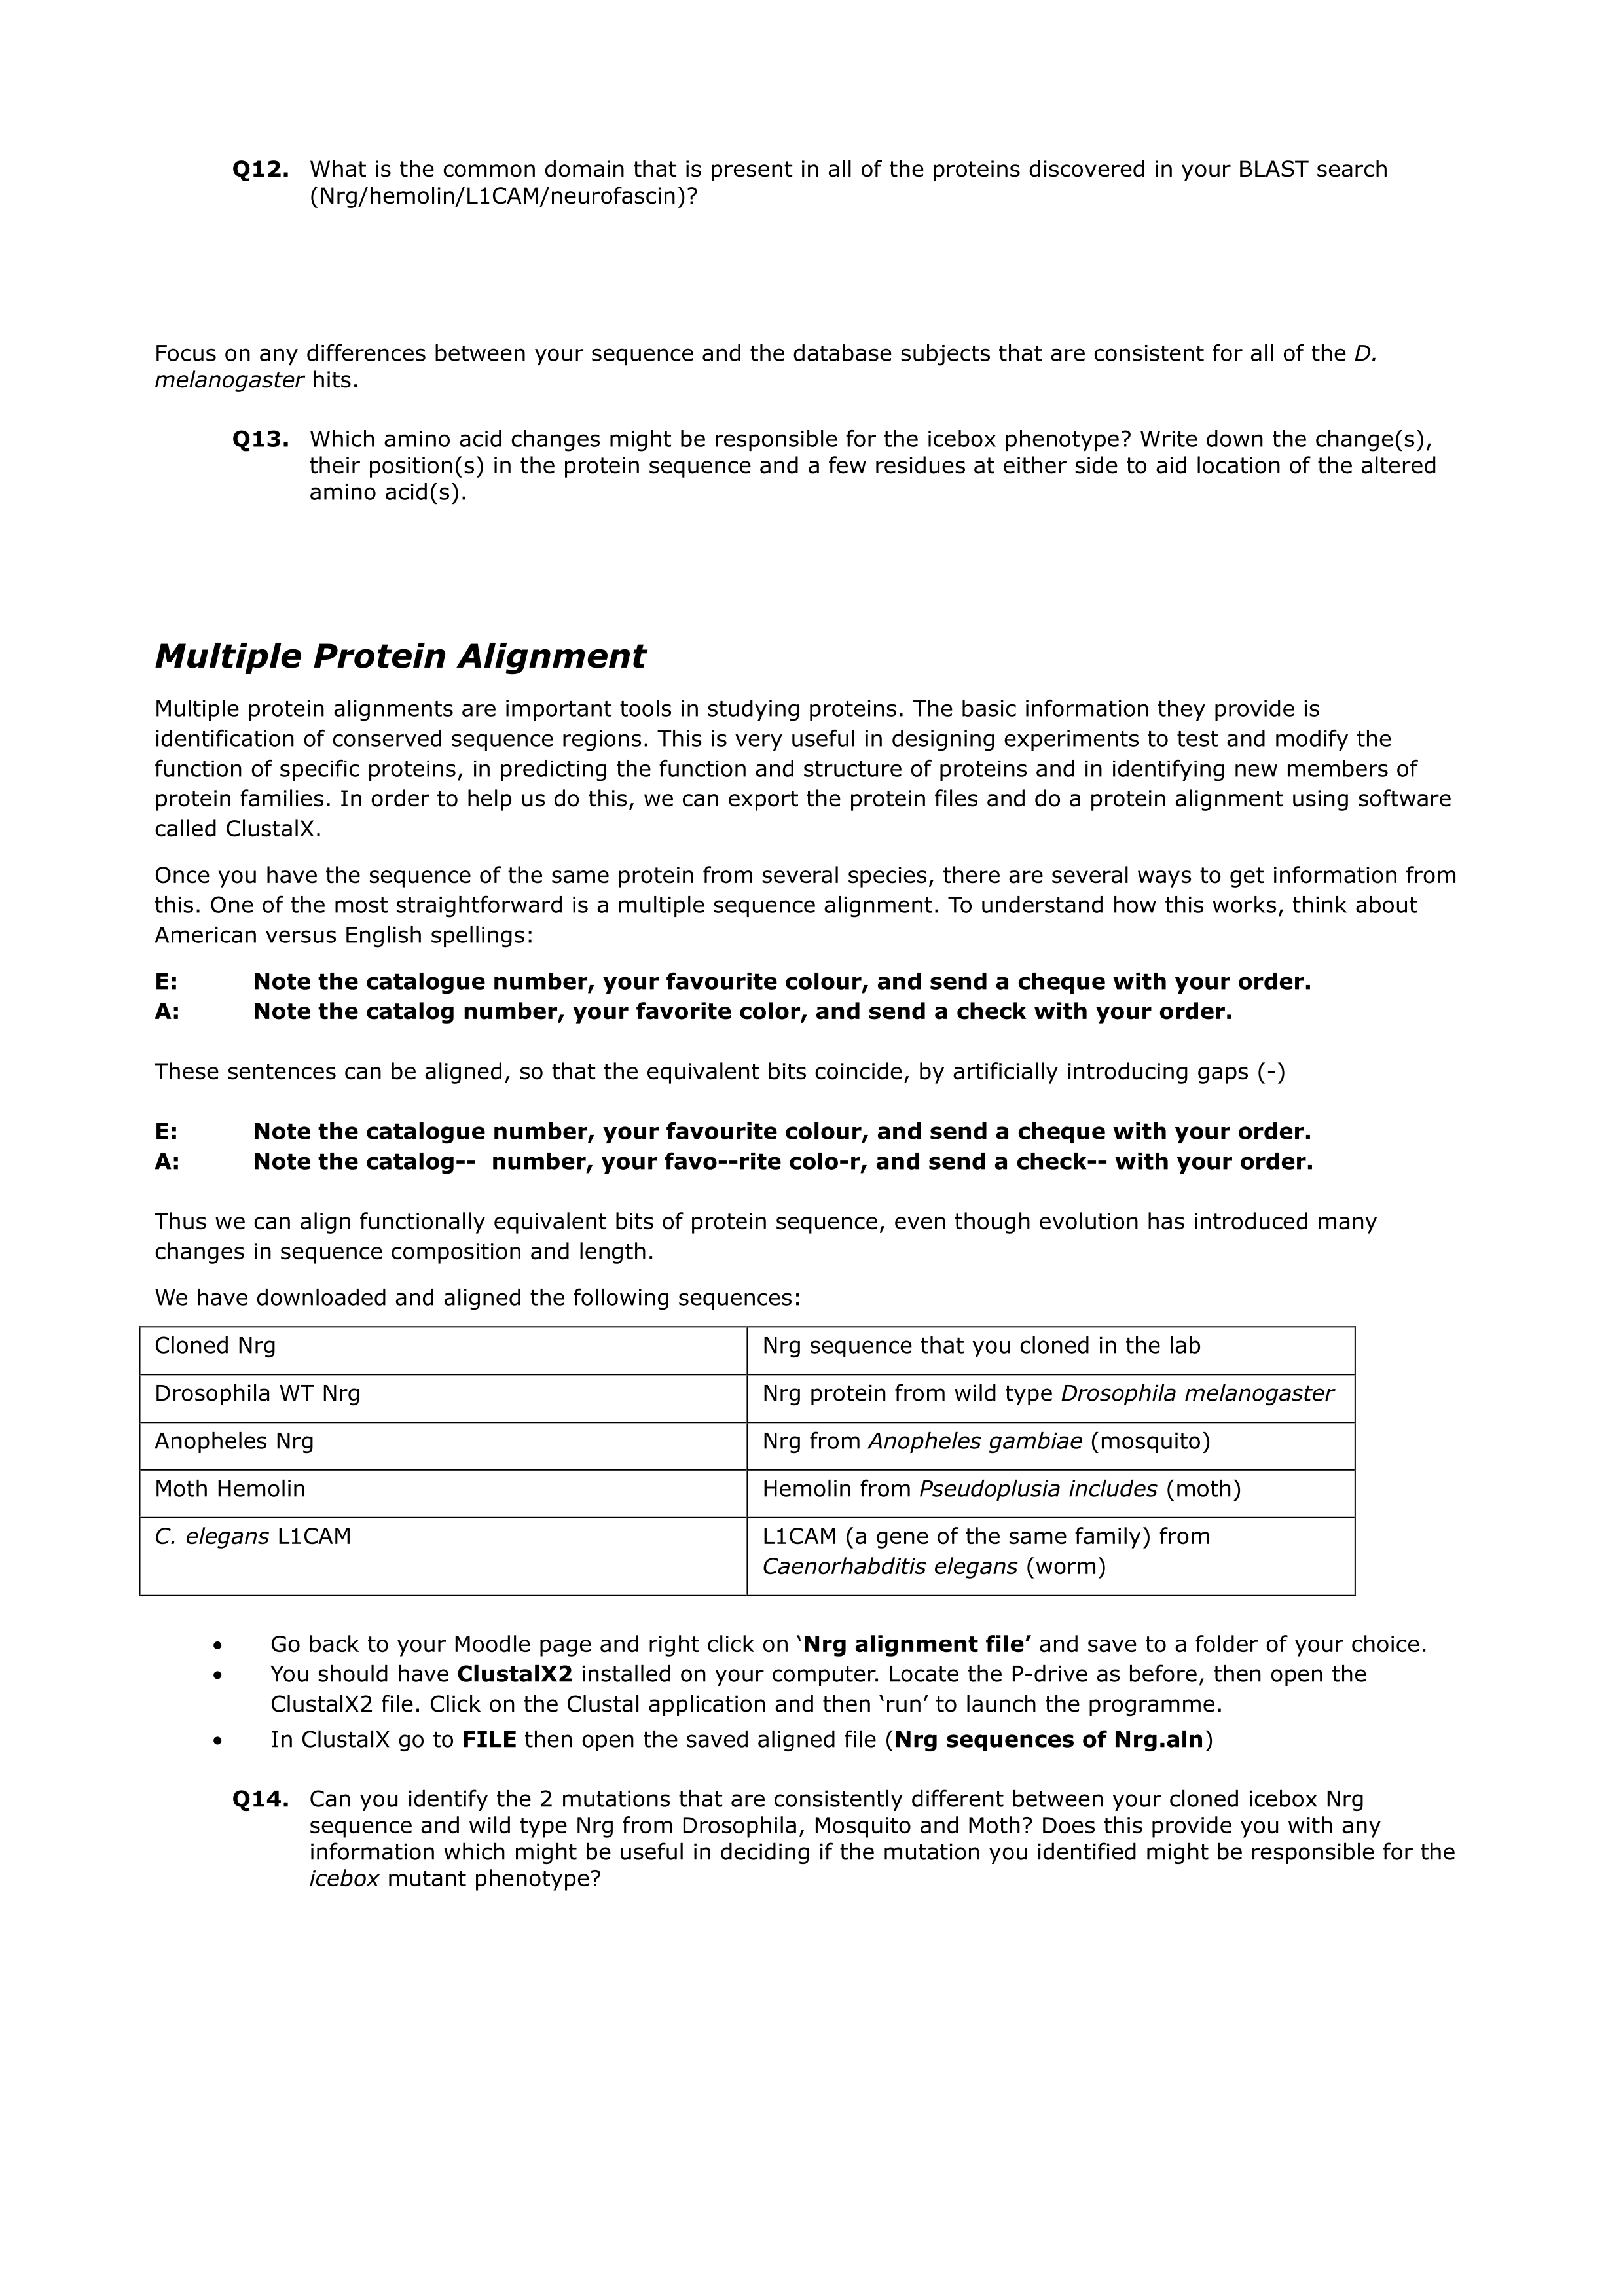 Q12. What is the common domain that is present in all of the proteins discovered in your BLAST search
(Nrg/hemolin/L1CAM/neurofascin)?
Focus on any differences between your sequence and the database subjects that are consistent for all of the D.
melanogaster hits.
Q13. Which amino acid changes might be responsible for the icebox phenotype? Write down the change(s),
their position(s) in the protein sequence and a few residues at either side to aid location of the altered
amino acid(s).
Multiple Protein Alignment
Multiple protein alignments are important tools in studying proteins. The basic information they provide is
identification of conserved sequence regions. This is very useful in designing experiments to test and modify the
function of specific proteins, in predicting the function and structure of proteins and in identifying new members of
protein families. In order to help us do this, we can export the protein files and do a protein alignment using software
called ClustalX.
Once you have the sequence of the same protein from several species, there are several ways to get information from
this. One of the most straightforward is a multiple sequence alignment. To understand how this works, think about
American versus English spellings:
E: Note the catalogue number, your favourite colour, and send a cheque with your order.
A: Note the catalog number, your favorite color, and send a check with your order.
These sentences can be aligned, so that the equivalent bits coincide, by artificially introducing gaps (-)
E: Note the catalogue number, your favourite colour, and send a cheque with your order.
A: Note the catalog--  number, your favo--rite colo-r, and send a check-- with your order.
Thus we can align functionally equivalent bits of protein sequence, even though evolution has introduced many
changes in sequence composition and length.
We have downloaded and aligned the following sequences:
Cloned Nrg Nrg sequence that you cloned in the lab
Drosophila WT Nrg Nrg protein from wild type Drosophila melanogaster
Anopheles Nrg Nrg from Anopheles gambiae (mosquito)
Moth Hemolin Hemolin from Pseudoplusia includes (moth)
C. elegans L1CAM L1CAM (a gene of the same family) from
Caenorhabditis elegans (worm)
• Go back to your Moodle page and right click on ‘Nrg alignment file’ and save to a folder of your choice.
• You should have ClustalX2 installed on your computer. Locate the P-drive as before, then open the
ClustalX2 file. Click on the Clustal application and then ‘run’ to launch the programme.
• In ClustalX go to FILE then open the saved aligned file (Nrg sequences of Nrg.aln)
Q14. Can you identify the 2 mutations that are consistently different between your cloned icebox Nrg
sequence and wild type Nrg from Drosophila, Mosquito and Moth? Does this provide you with any
information which might be useful in deciding if the mutation you identified might be responsible for the
icebox mutant phenotype?